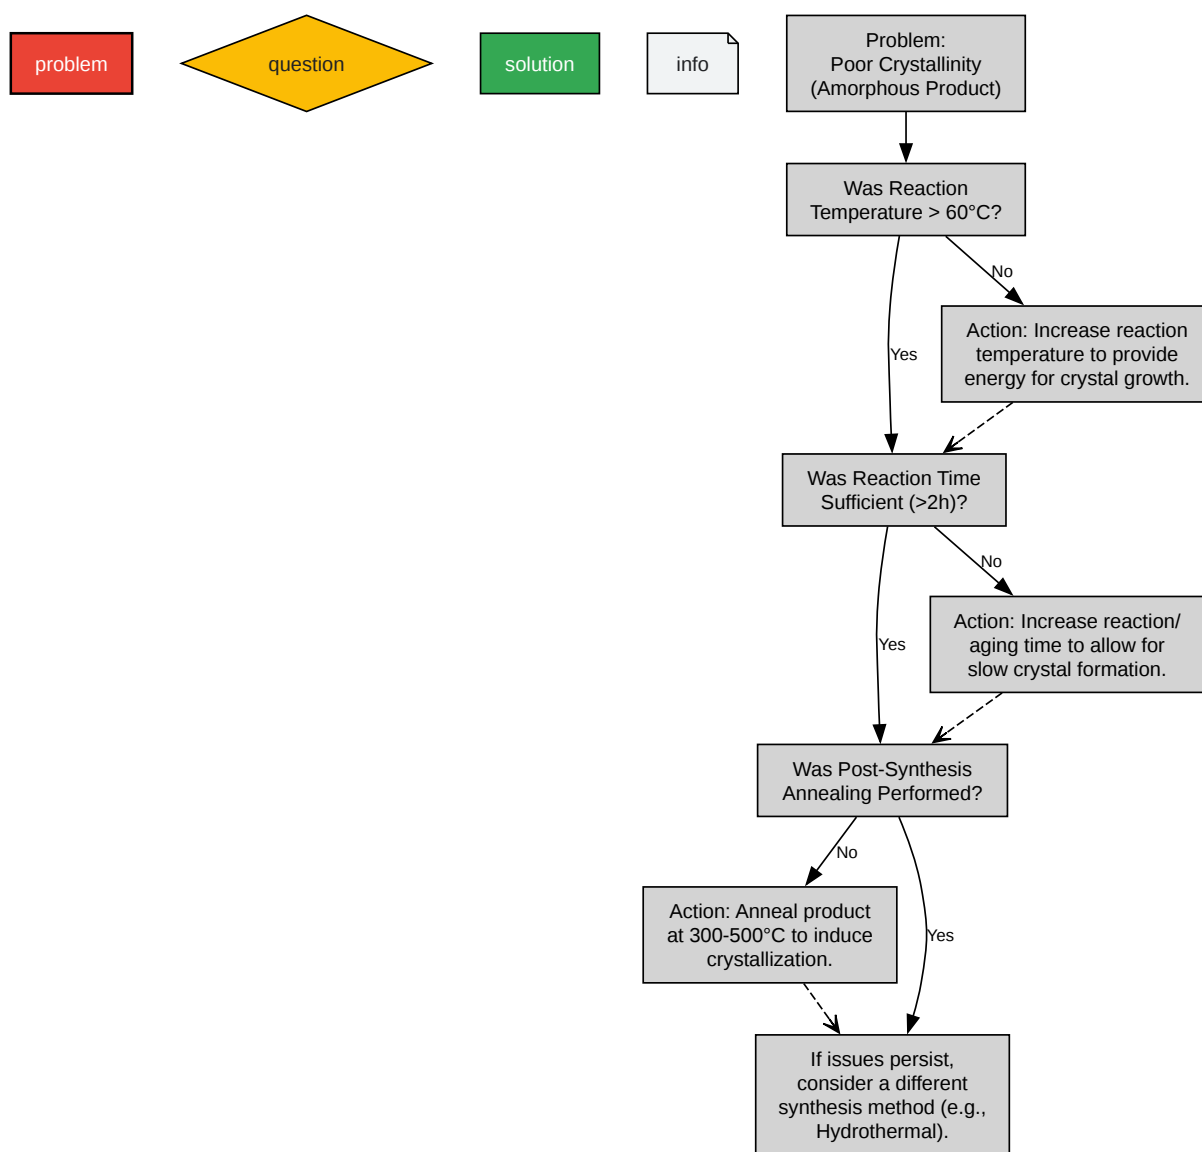 problem
question
solution
info
Problem:
Poor Crystallinity
(Amorphous Product)
Was Reaction
Temperature > 60°C?
No
Action: Increase reaction
temperature to provide
energy for crystal growth.
Yes
Was Reaction Time
Sufficient (>2h)?
No
Action: Increase reaction/
aging time to allow for
slow crystal formation.
Yes
Was Post-Synthesis
Annealing Performed?
No
Action: Anneal product
at 300-500°C to induce
crystallization.
Yes
If issues persist,
consider a different
synthesis method (e.g.,
Hydrothermal).